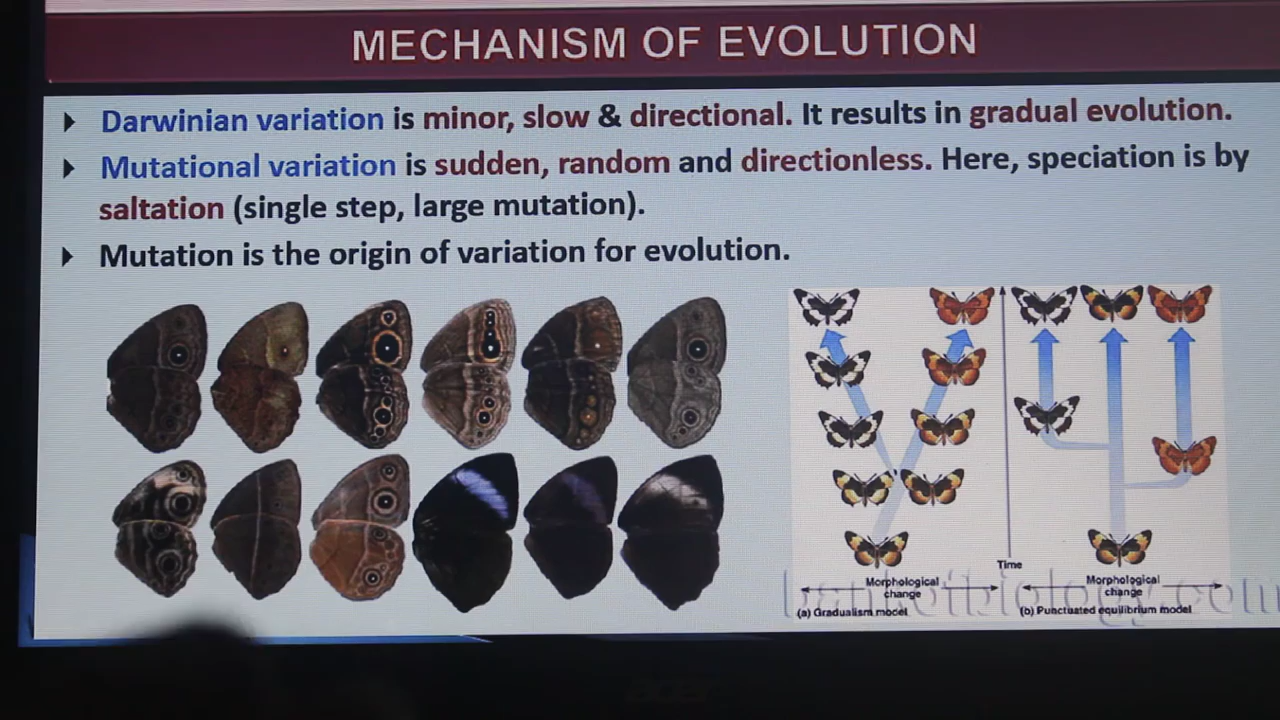 MECHANISM OF EVOLUTION
Darwinian variation is minor, slow & directional. It results in gradual evolution.
Mutational variation is sudden, random and directionless. Here, speciation is by
saltation (single step, large mutation).
Mutation is the origin of variation for evolution.
Time
Morphological
change
(a) Gradualism model
Morphological
change
(b) Punctuated equilibrium model
acer